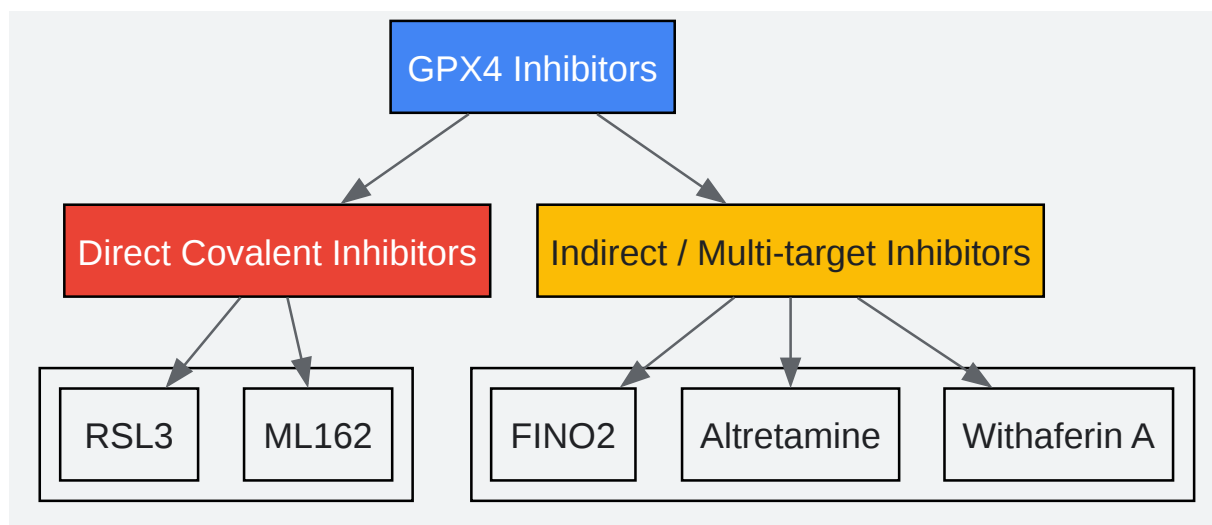 GPX4 Inhibitors
Direct Covalent Inhibitors
Indirect / Multi-target Inhibitors
RSL3
ML162
FINO2
Altretamine
Withaferin A